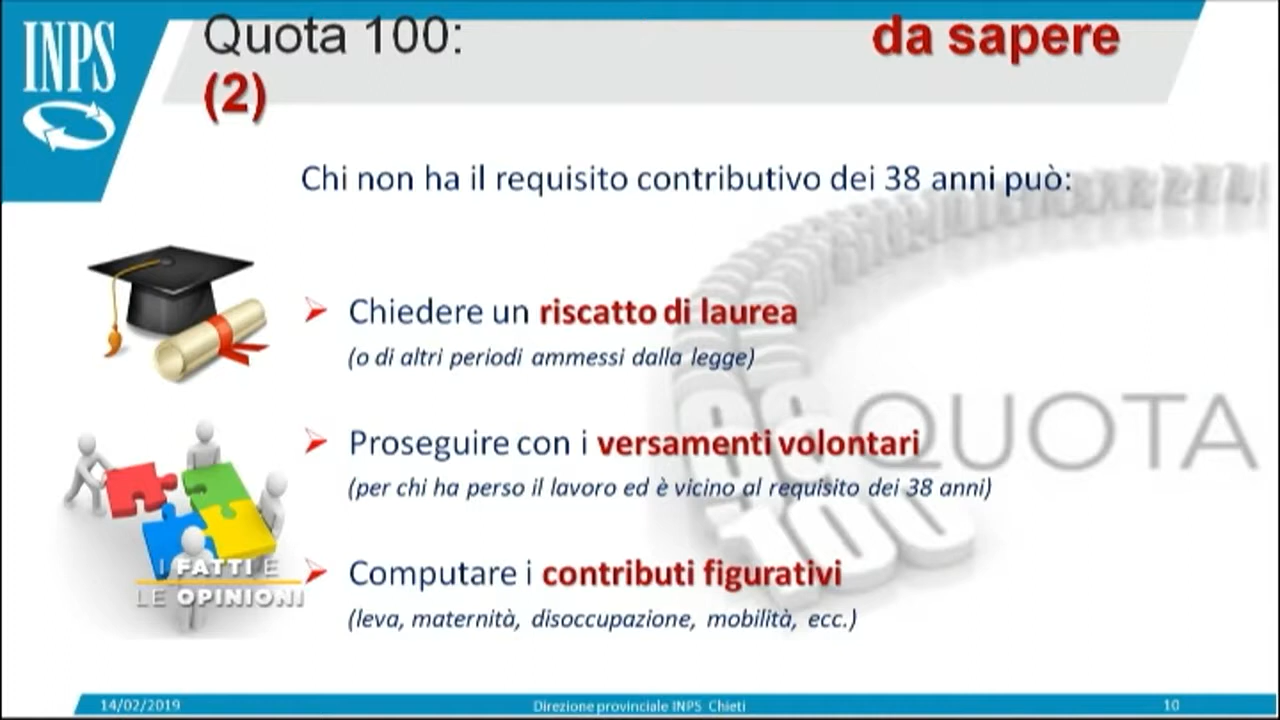 INPS
Quota 100: da sapere
(2)
Chi non ha il requisito contributivo dei 38 anni può:
Chiedere un riscatto di laurea
(o di altri periodi ammessi dalla legge)
QUOTA
98
99
100
Proseguire con i versamenti volontari
(per chi ha perso il lavoro ed è vicino al requisito dei 38 anni)
I FATTI E
LE OPINIONI
Computare i contributi figurativi
(leva, maternità, disoccupazione, mobilità, ecc.)
14/02/2019 Direzione provinciale INPS Chieti 10